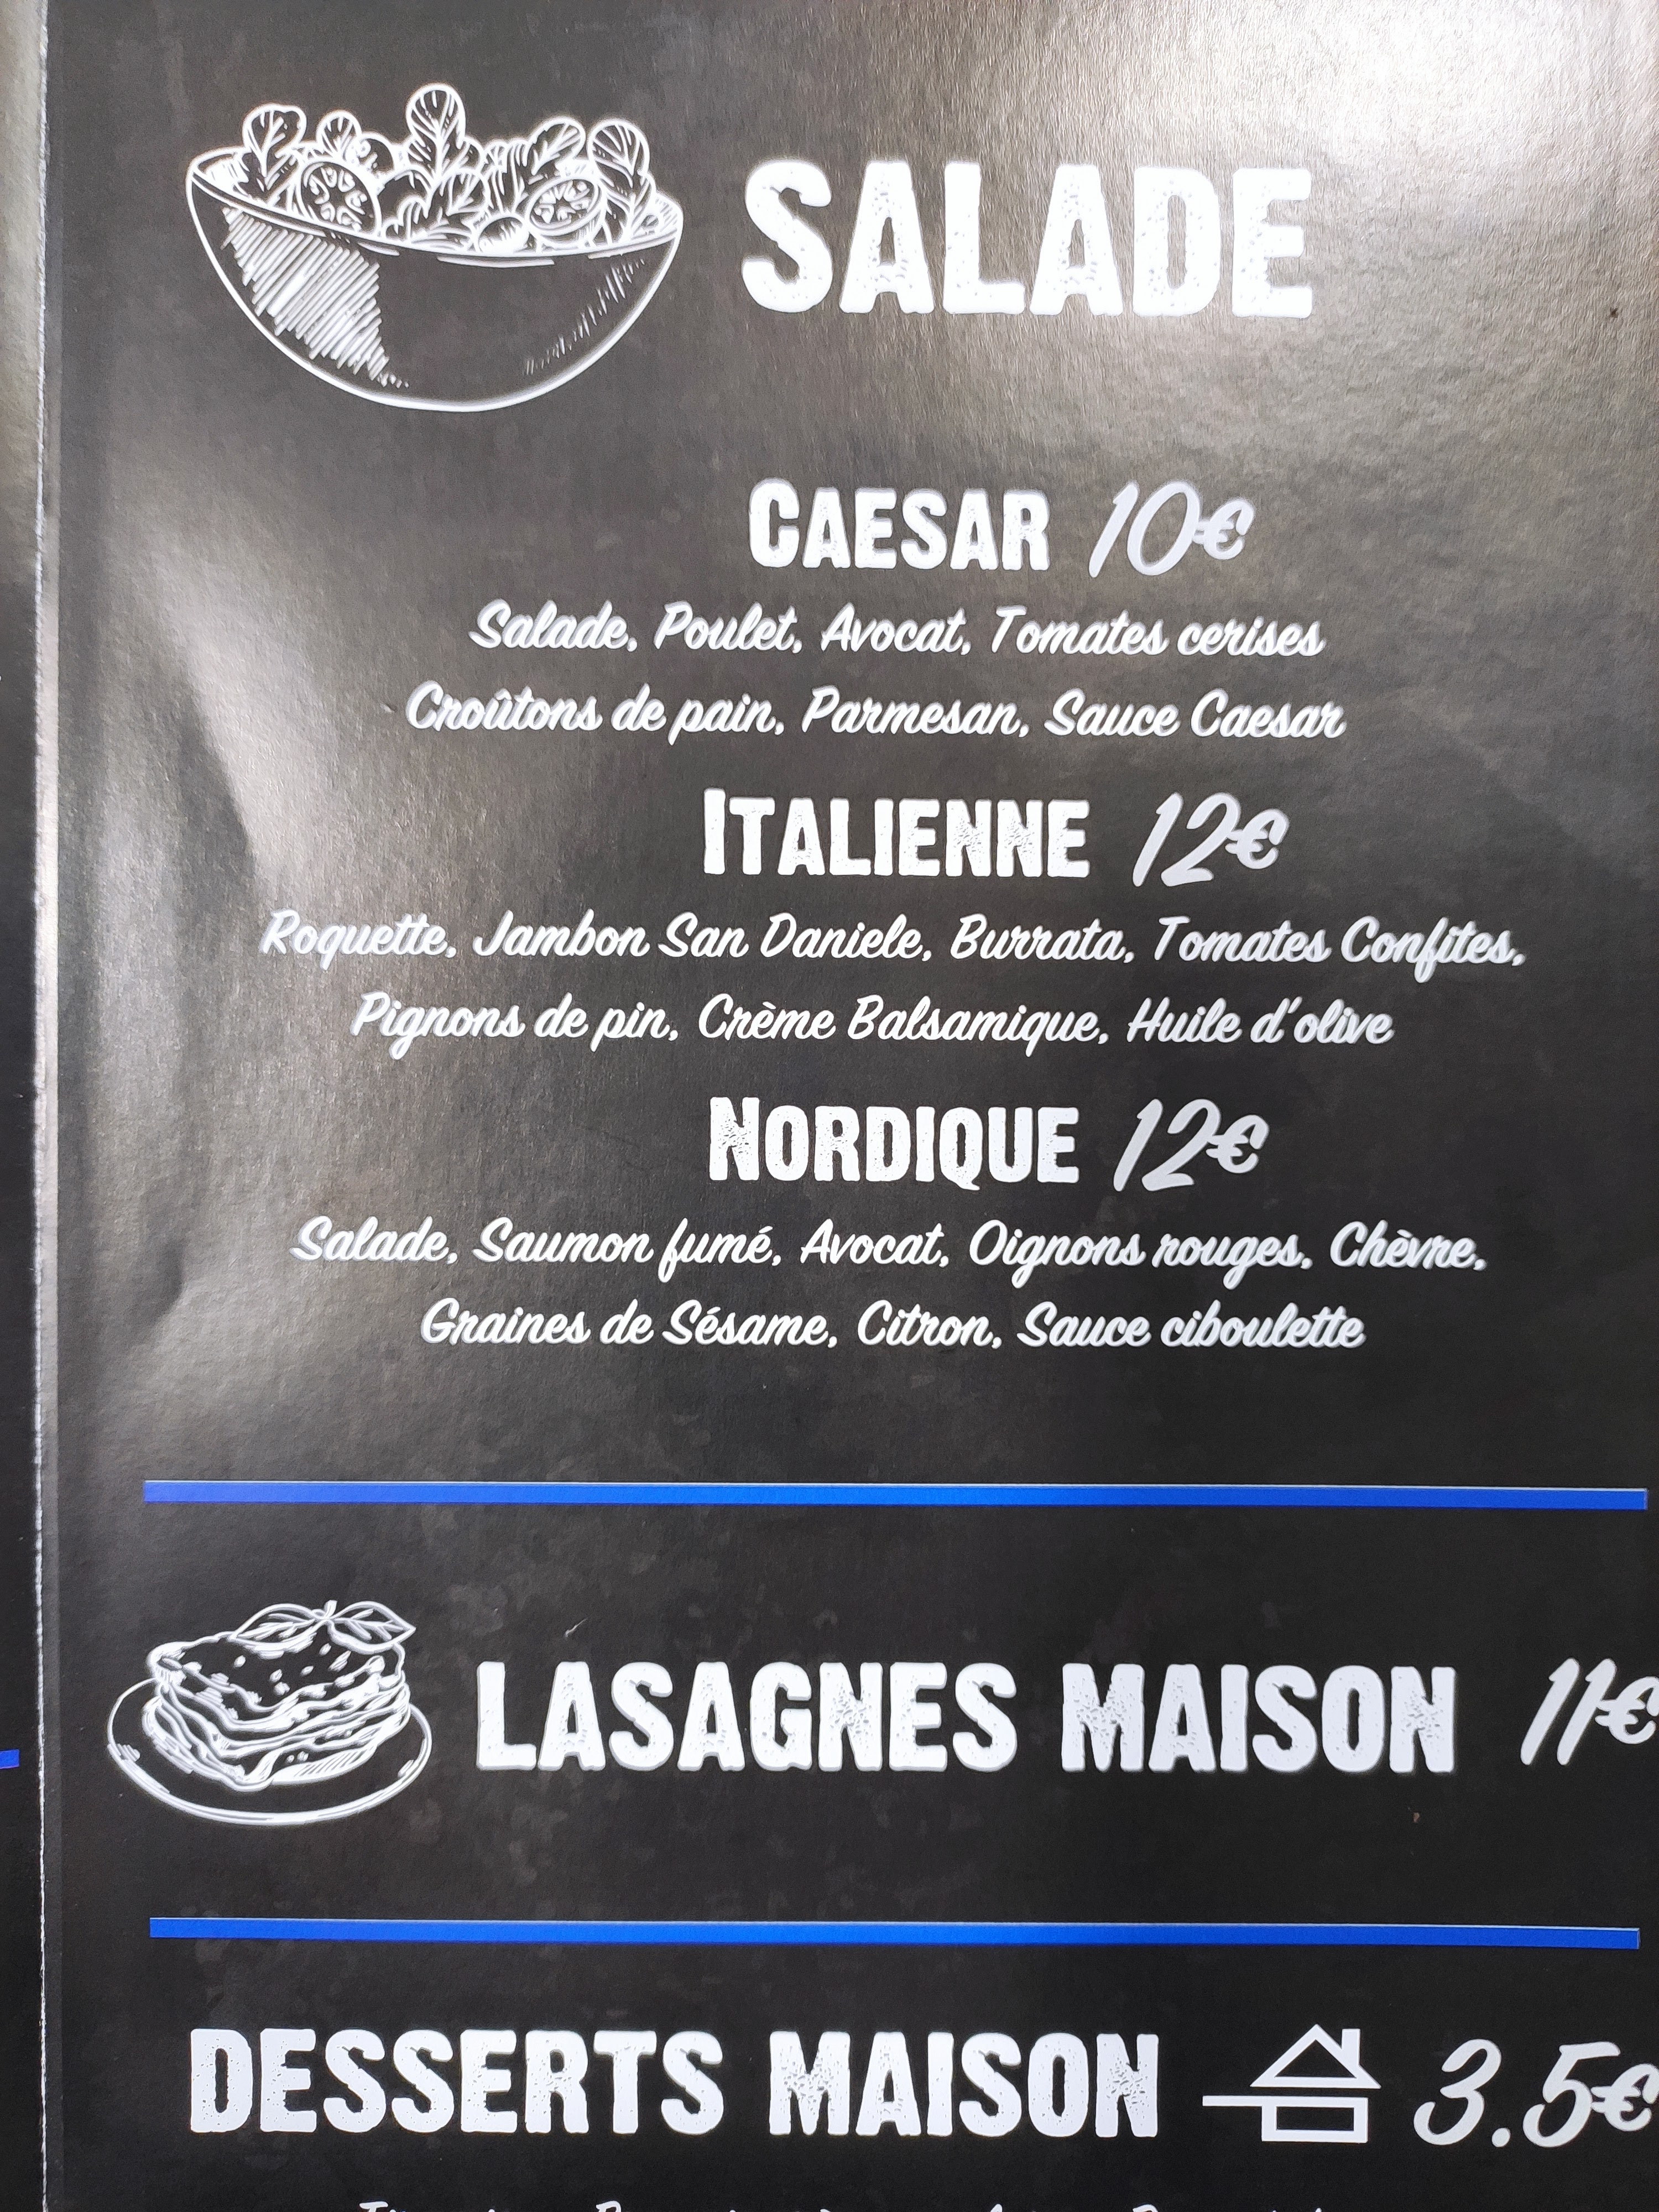 SALADE
CAESAR 10€
Salade, Poulet, Avocat, Tomates cerises
Croûtons de pain, Parmesan, Sauce Caesar
ITALIENNE 12€
Roquette, Jambon San Daniele, Burrata, Tomates Confites,
Pignons de pin, Crème Balsamique, Huile d'olive
NORDIQUE 12€
Salade, Saumon fumé, Avocat, Oignons rouges, Chèvre,
Graines de Sésame, Citron, Sauce ciboulette
LASAGNES MAISON 11€
DESSERTS MAISON 3.5€